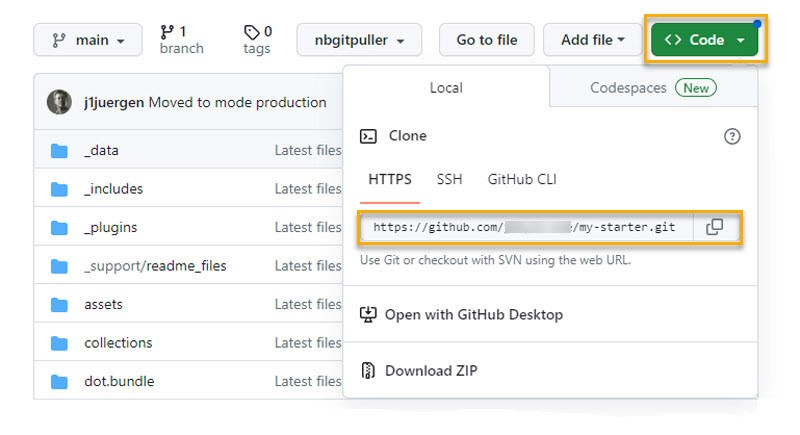 main
1
branch
0
tags
nbgitpuller
Go to file
Add file
<> Code
j1juergen Moved to mode production
_data Latest files
_includes Latest files
_plugins Latest files
_support/readme_files Latest files
assets Latest files
collections Latest files
dot.bundle Latest files
Local
Codespaces New
Clone
HTTPS SSH GitHub CLI
https://github.com/ /my-starter.git
Use Git or checkout with SVN using the web URL.
Open with GitHub Desktop
Download ZIP